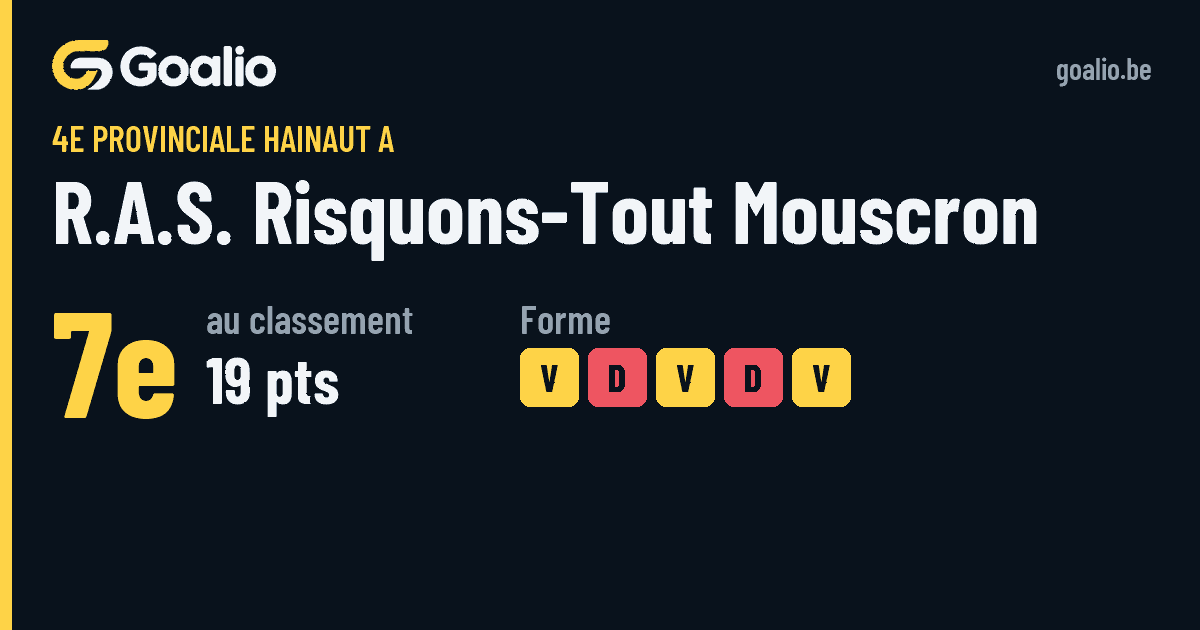 Goalio
goalio.be
4E PROVINCIALE HAINAUT A
R.A.S. Risquons-Tout Mouscron
7e
au classement
19 pts
Forme
V D V D V